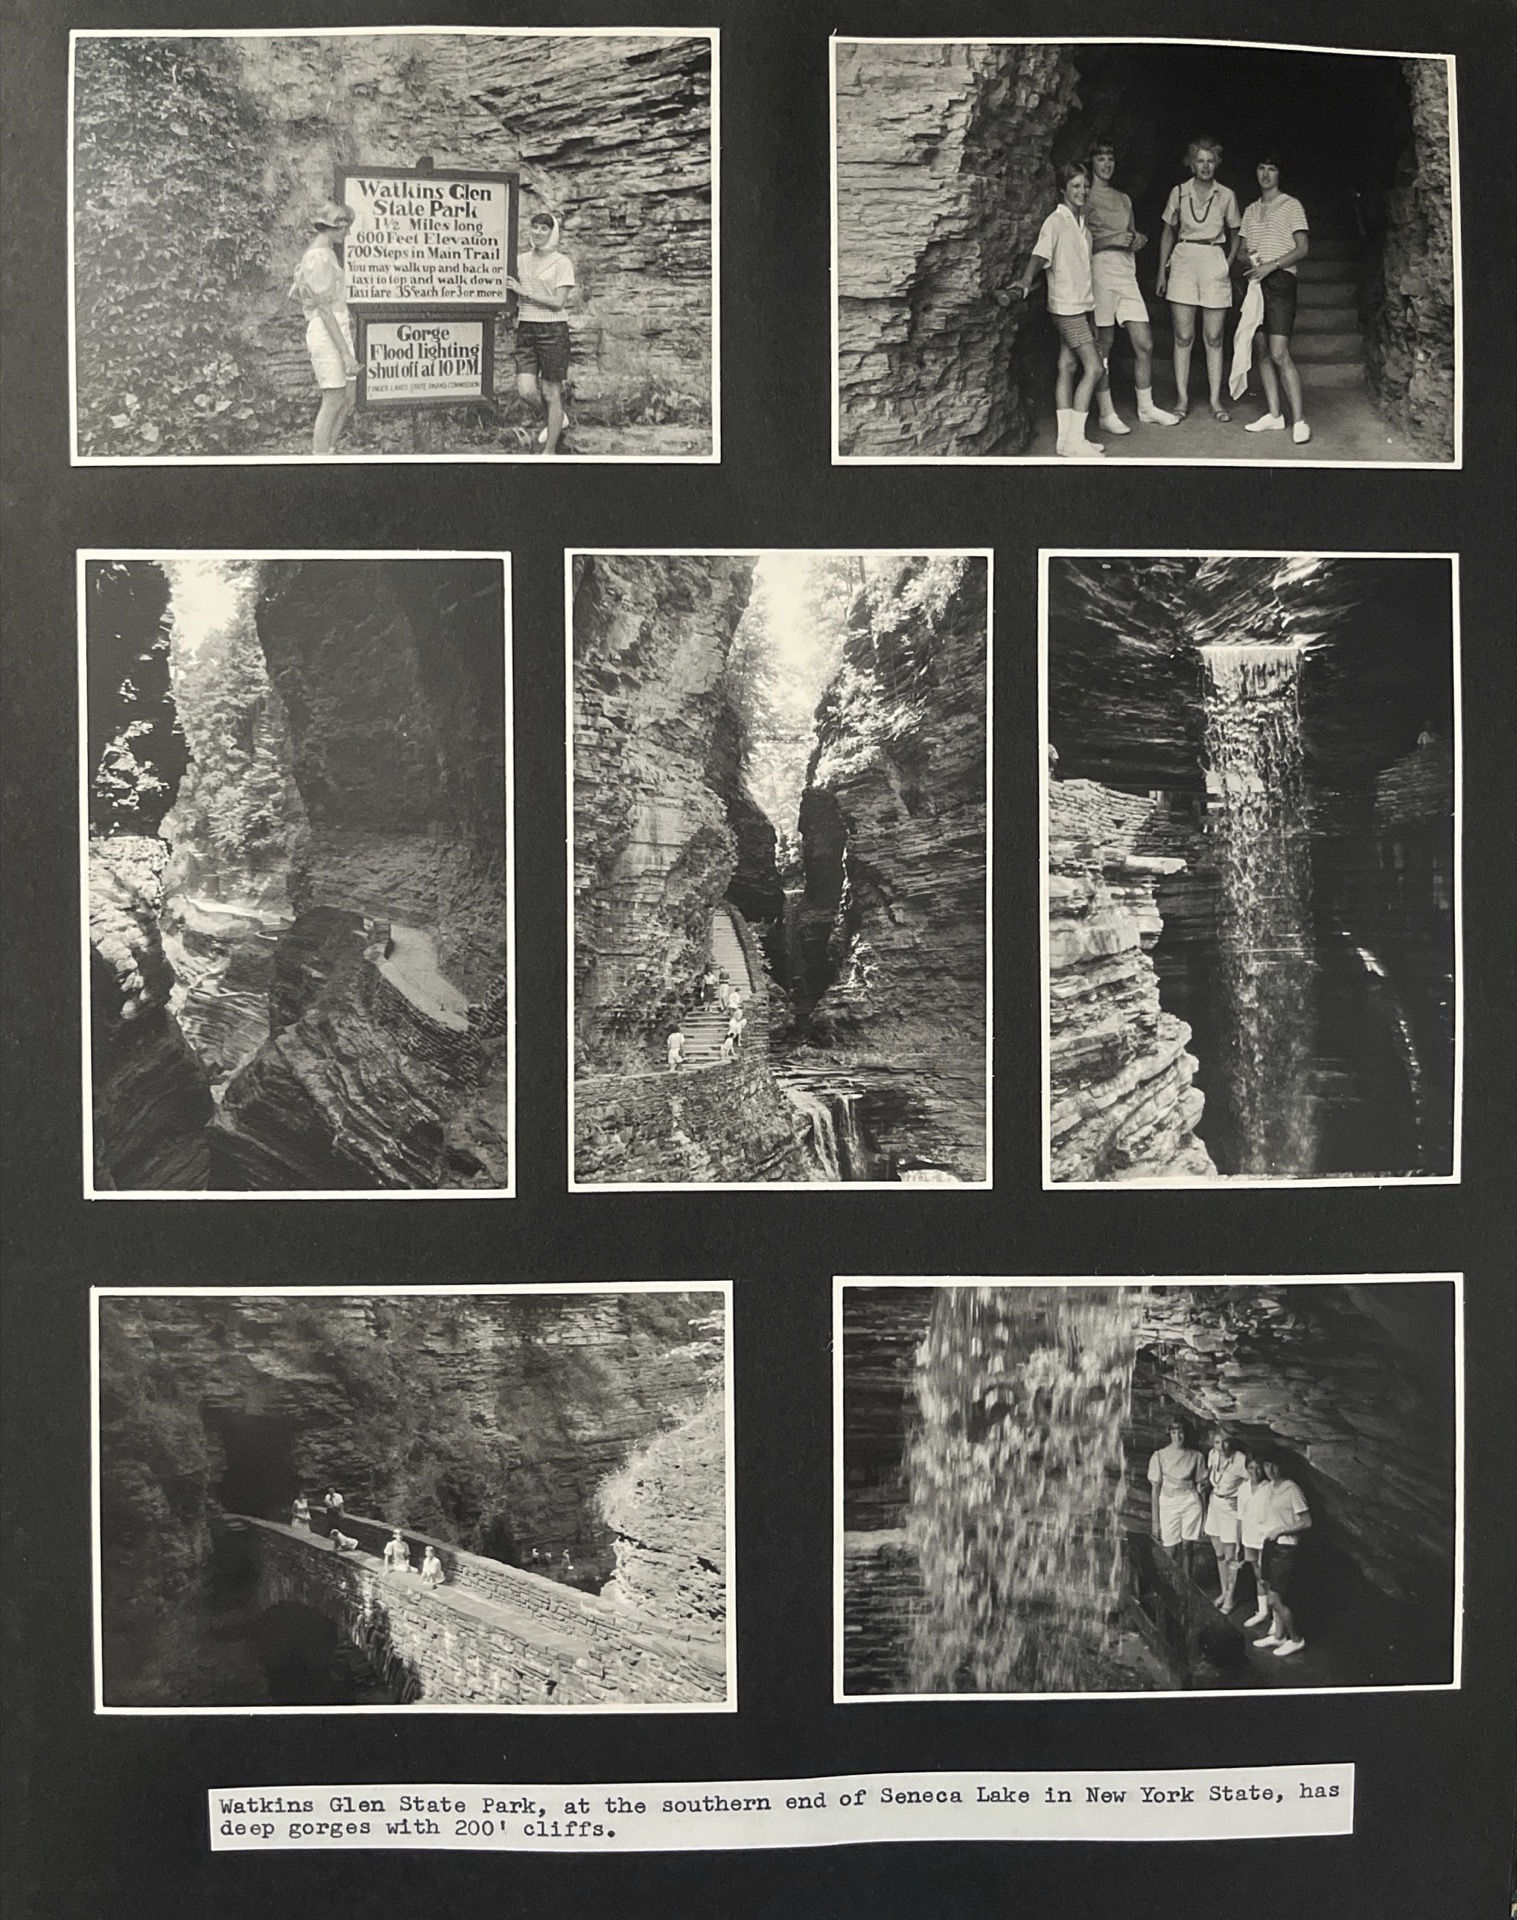 Watkins Glen
State Park
1½ Miles long
600 Feet Elevation
700 Steps in Main Trail
You may walk up and back or
taxi to top and walk down
Taxi fare 35¢ each for 3 or more
Gorge
Flood lighting
shut off at 10 P.M.
FINGER LAKES STATE PARKS COMMISSION
Watkins Glen State Park, at the southern end of Seneca Lake in New York State, has
deep gorges with 200' cliffs.